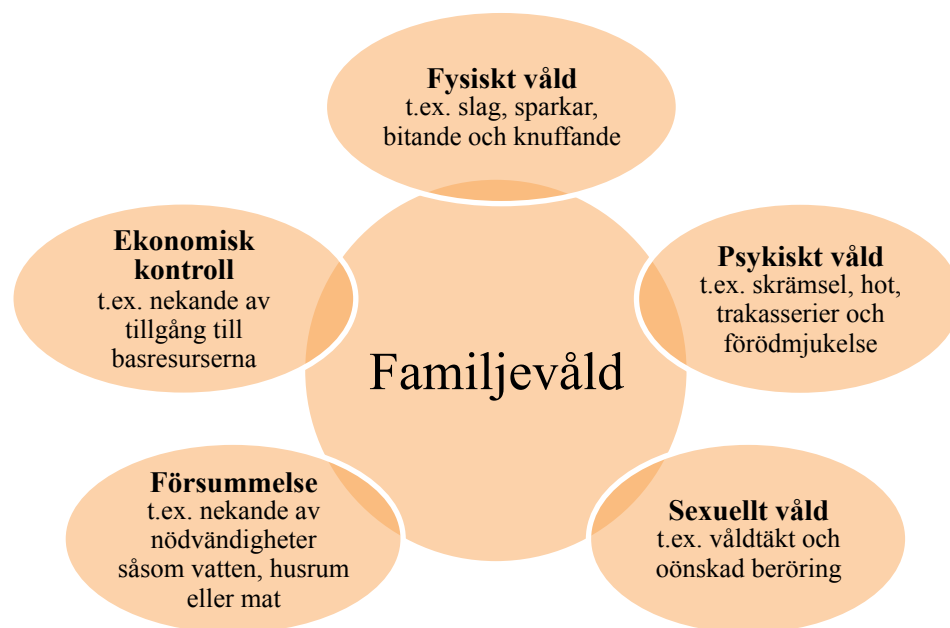 Fysiskt våld
t.ex. slag, sparkar,
bitande och knuffande
Ekonomisk
kontroll
t.ex. nekande av
tillgång till
basresurserna
Psykiskt våld
t.ex. skrämsel, hot,
trakasserier och
förödmjukelse
Familjevåld
Försummelse
t.ex. nekande av
nödvändigheter
såsom vatten, husrum
eller mat
Sexuellt våld
t.ex. våldtäkt och
oönskad beröring